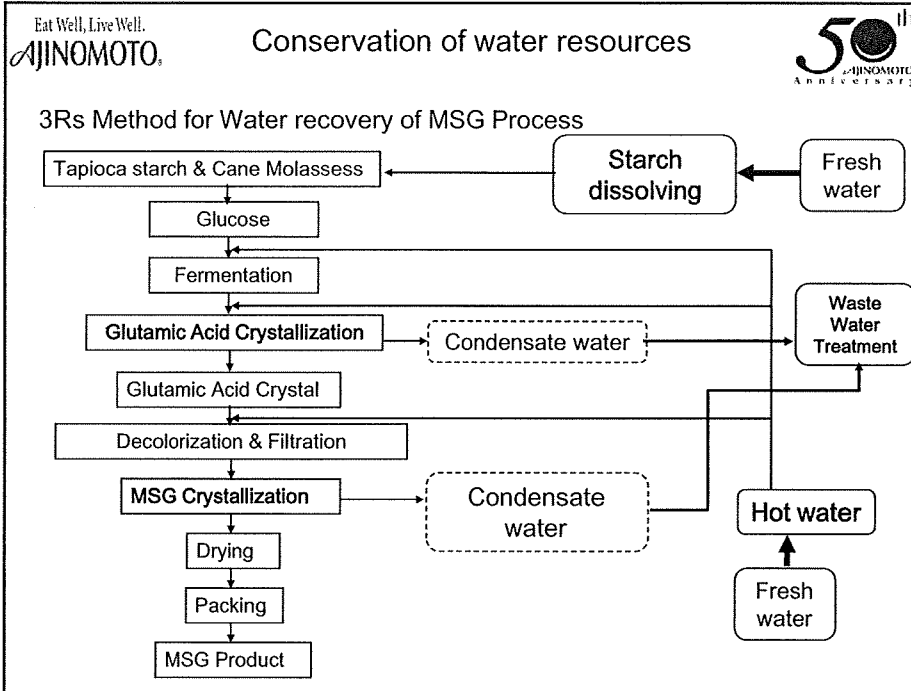 Eat Well, Live Well.
AJINOMOTO®
Conservation of water resources
50th
AJINOMOTO
Anniversary
3Rs Method for Water recovery of MSG Process
Tapioca starch & Cane Molassess
Starch
dissolving
Fresh
water
Glucose
Fermentation
Waste
Water
Treatment
Glutamic Acid Crystallization
Condensate water
Glutamic Acid Crystal
Decolorization & Filtration
MSG Crystallization
Condensate
water
Hot water
Drying
Fresh
water
Packing
MSG Product